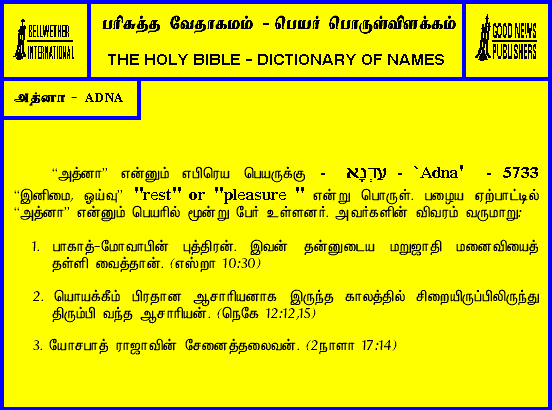 BELLWETHER
INTERNATIONAL
பரிசுத்த வேதாகமம் - பெயர் பொருள்விளக்கம்
THE HOLY BIBLE - DICTIONARY OF NAMES
GOOD NEWS
PUBLISHERS
அத்னா - ADNA
“அத்னா” என்னும் எபிரெய பெயருக்கு - עַדְנָא - `Adna' - 5733
“இனிமை, ஓய்வு” "rest" or "pleasure " என்று பொருள். பழைய ஏற்பாட்டில்
“அத்னா” என்னும் பெயரில் மூன்று பேர் உள்ளனர். அவர்களின் விவரம் வருமாறு:
1. பாகாத்-மோவாபின் புத்திரன். இவன் தன்னுடைய மறுஜாதி மனைவியைத்
தள்ளி வைத்தான். (எஸ்றா 10:30)
2. யொயக்கீம் பிரதான ஆசாரியனாக இருந்த காலத்தில் சிறையிருப்பிலிருந்து
திரும்பி வந்த ஆசாரியன். (நெகே 12:12,15)
3. யோசபாத் ராஜாவின் சேனைத்தலைவன். (2நாளா 17:14)